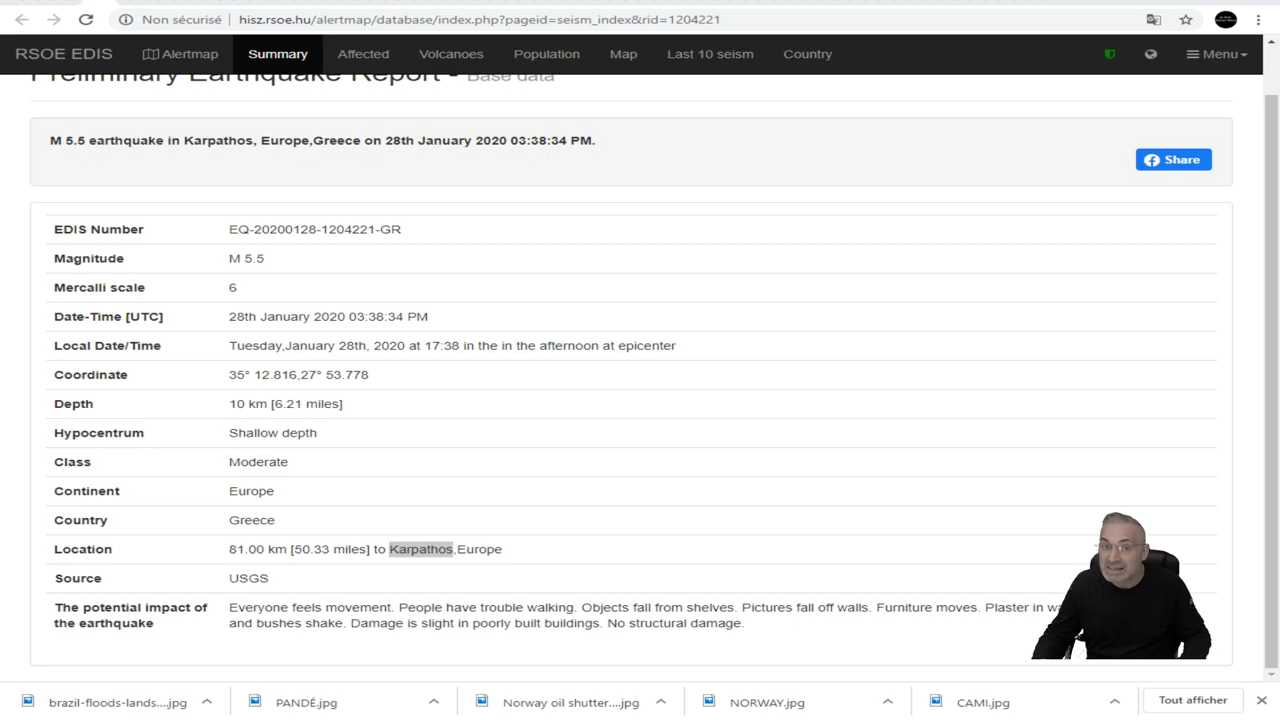 Non sécurisé | hisz.rsoe.hu/alertmap/database/index.php?pageid=seism_index&rid=1204221
RSOE EDIS Alertmap Summary Affected Volcanoes Population Map Last 10 seism Country Menu
Preliminary Earthquake Report - Base data
M 5.5 earthquake in Karpathos, Europe,Greece on 28th January 2020 03:38:34 PM.
Share
EDIS Number EQ-20200128-1204221-GR
Magnitude M 5.5
Mercalli scale 6
Date-Time [UTC] 28th January 2020 03:38:34 PM
Local Date/Time Tuesday,January 28th, 2020 at 17:38 in the in the afternoon at epicenter
Coordinate 35° 12.816,27° 53.778
Depth 10 km [6.21 miles]
Hypocentrum Shallow depth
Class Moderate
Continent Europe
Country Greece
Location 81.00 km [50.33 miles] to Karpathos,Europe
Source USGS
The potential impact of Everyone feels movement. People have trouble walking. Objects fall from shelves. Pictures fall off walls. Furniture moves. Plaster in
the earthquake and bushes shake. Damage is slight in poorly built buildings. No structural damage.
brazil-floods-lands....jpg PANDÉ.jpg Norway oil shutter....jpg NORWAY.jpg CAMI.jpg Tout afficher